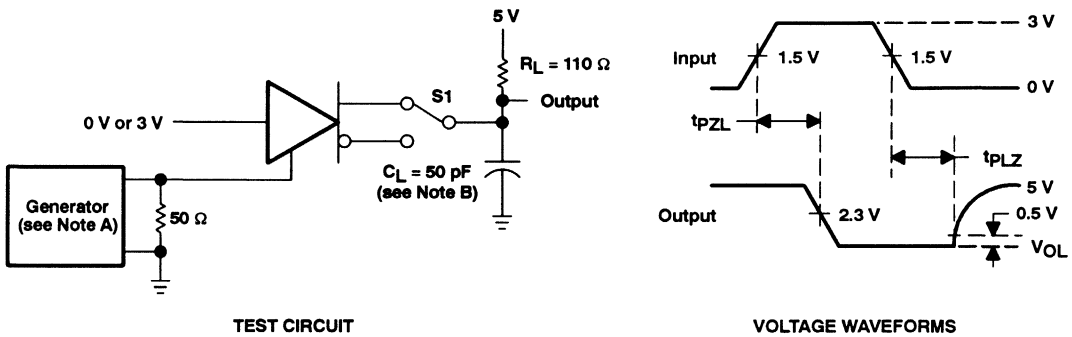 5 V
R_L = 110 Ω
S1
Output
0 V or 3 V
C_L = 50 pF
(see Note B)
Generator
(see Note A)
50 Ω
TEST CIRCUIT
3 V
Input
1.5 V
1.5 V
0 V
t_PZL
t_PLZ
5 V
Output
2.3 V
0.5 V
V_OL
VOLTAGE WAVEFORMS